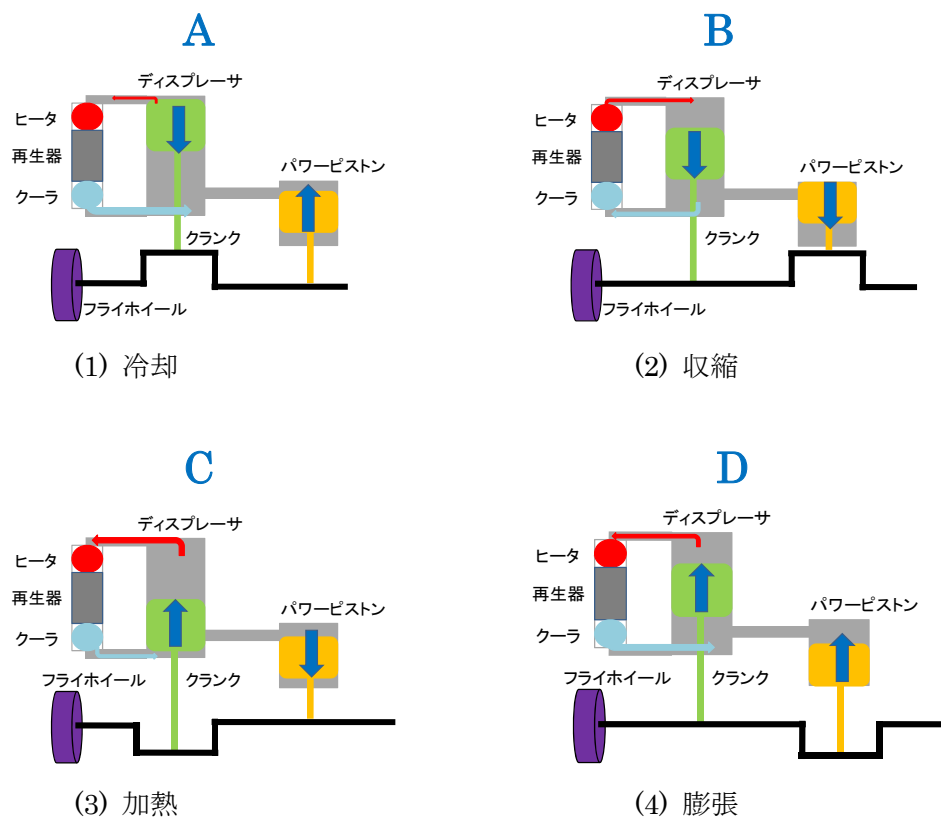 A
ディスプレーサ
ヒータ
再生器
クーラ
パワーピストン
クランク
フライホイール
(1) 冷却
B
ディスプレーサ
ヒータ
再生器
クーラ
パワーピストン
クランク
フライホイール
(2) 収縮
C
ディスプレーサ
ヒータ
再生器
クーラ
パワーピストン
フライホイール
クランク
(3) 加熱
D
ディスプレーサ
ヒータ
再生器
クーラ
パワーピストン
フライホイール
クランク
(4) 膨張